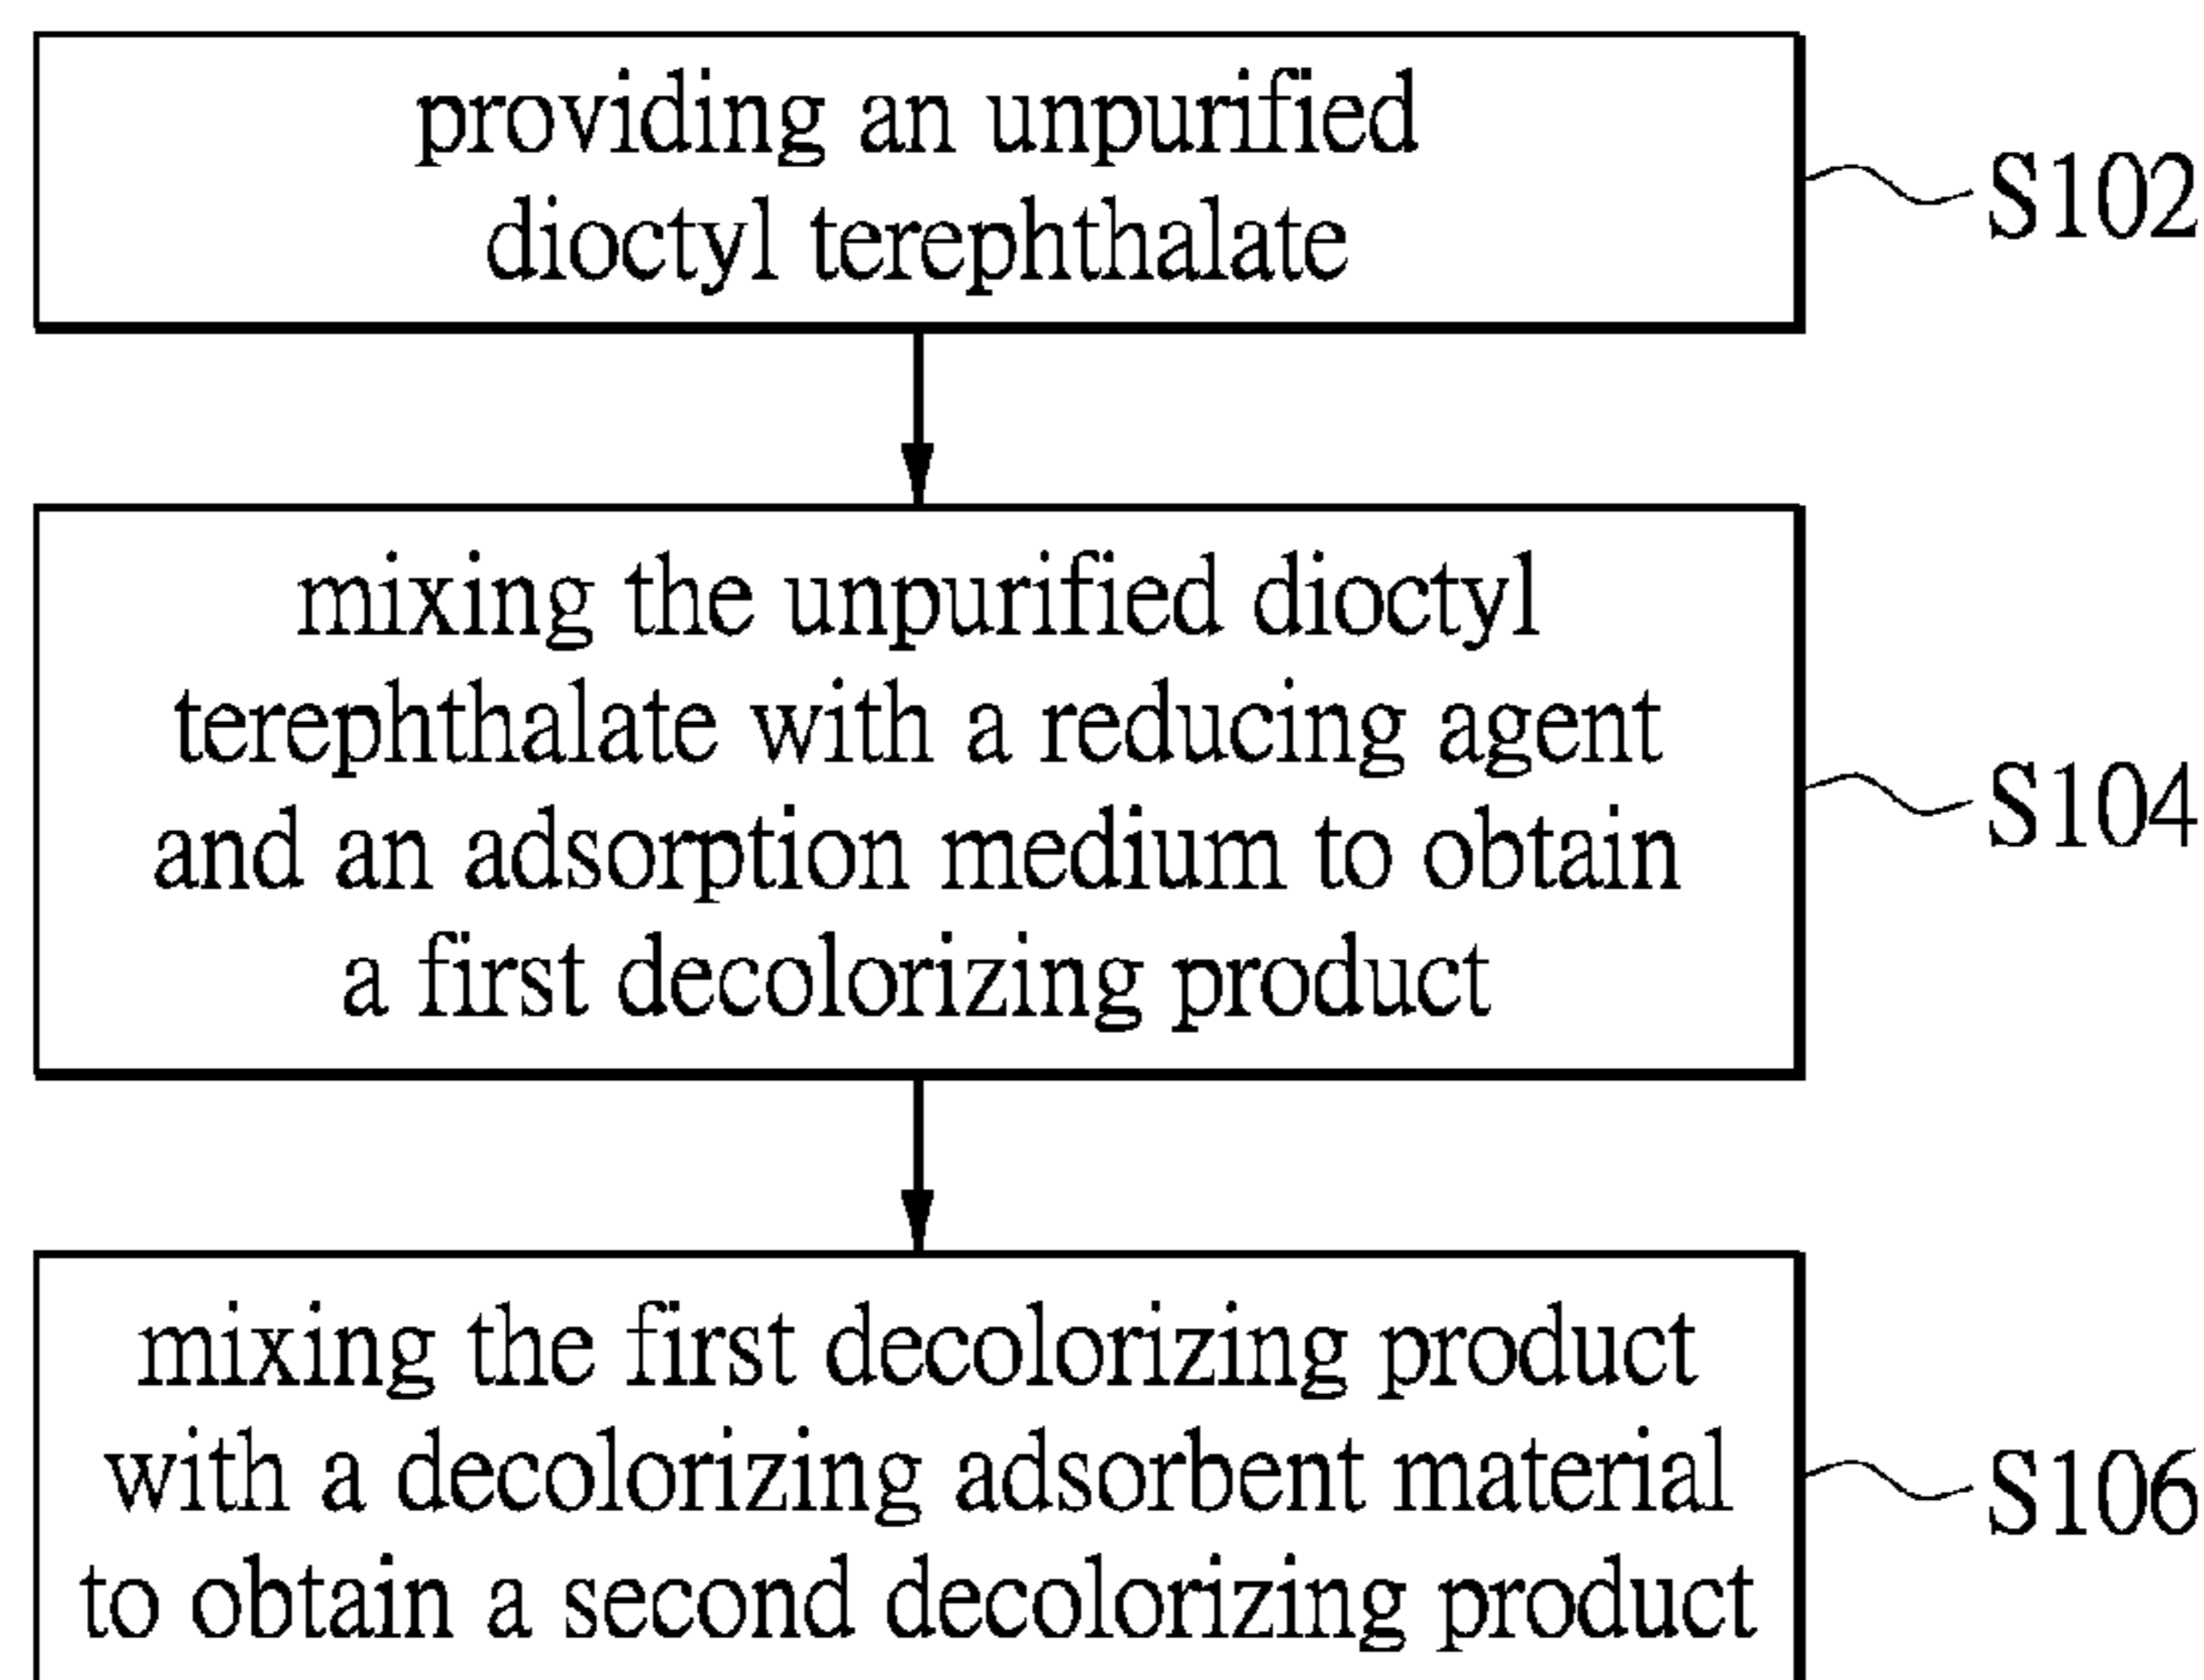 providing an unpurified
dioctyl terephthalate
S102
mixing the unpurified dioctyl
terephthalate with a reducing agent
and an adsorption medium to obtain
a first decolorizing product
S104
mixing the first decolorizing product
with a decolorizing adsorbent material
to obtain a second decolorizing product
S106